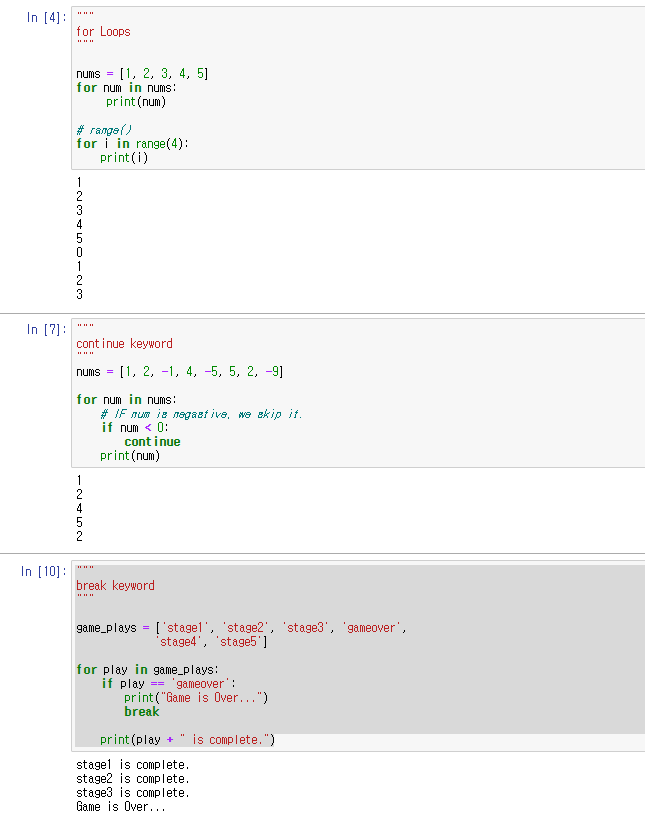 In [4]:
"""
for Loops
"""
nums = [1, 2, 3, 4, 5]
for num in nums:
     print(num)
# range()
for i in range(4):
    print(i)
1
2
3
4
5
0
1
2
3
In [7]:
"""
continue keyword
"""
nums = [1, 2, -1, 4, -5, 5, 2, -9]
for num in nums:
    # IF num is negastive, we skip it.
    if num < 0:
        continue
    print(num)
1
2
4
5
2
In [10]:
"""
break keyword
"""
game_plays = ['stage1', 'stage2', 'stage3', 'gameover',
             'stage4', 'stage5']
for play in game_plays:
    if play == 'gameover':
        print("Game is Over...")
        break
    print(play + " is complete.")
stage1 is complete.
stage2 is complete.
stage3 is complete.
Game is Over...